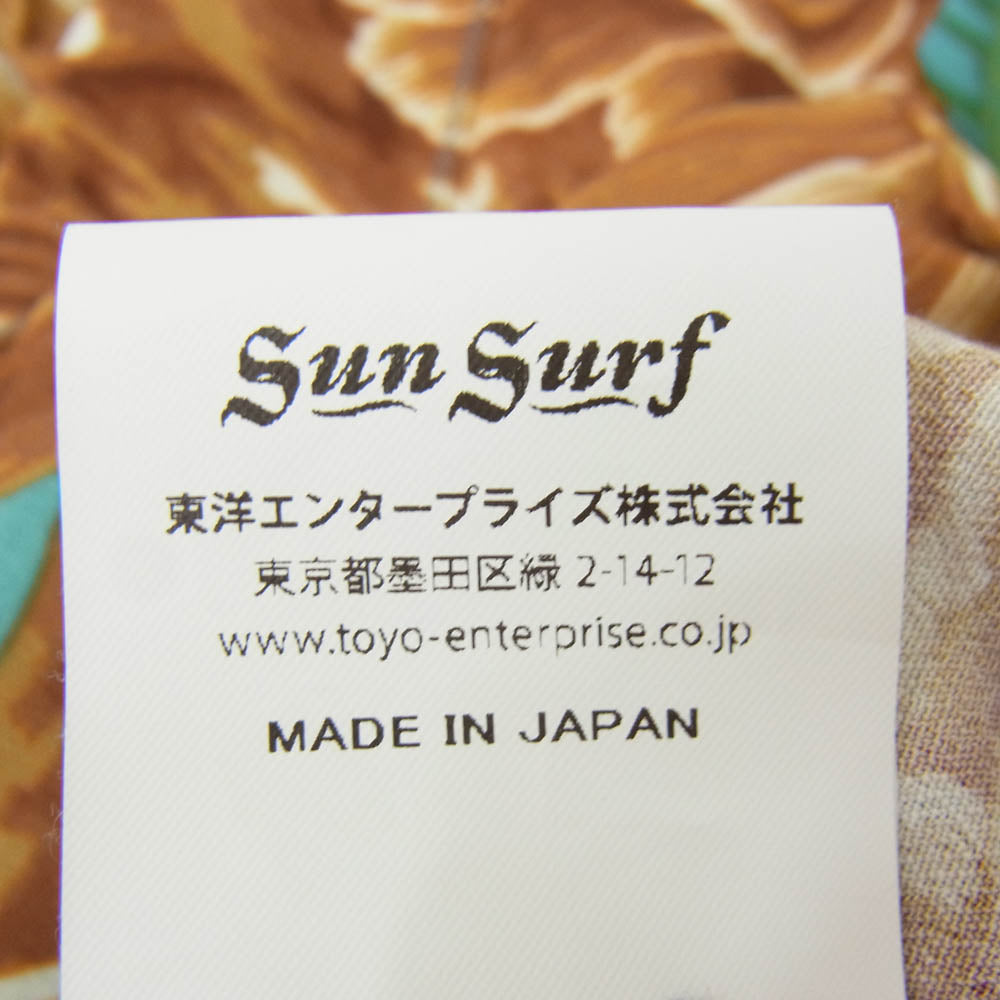 Sun Surf
東洋エンタープライズ株式会社
東京都墨田区緑 2-14-12
www.toyo-enterprise.co.jp
MADE IN JAPAN